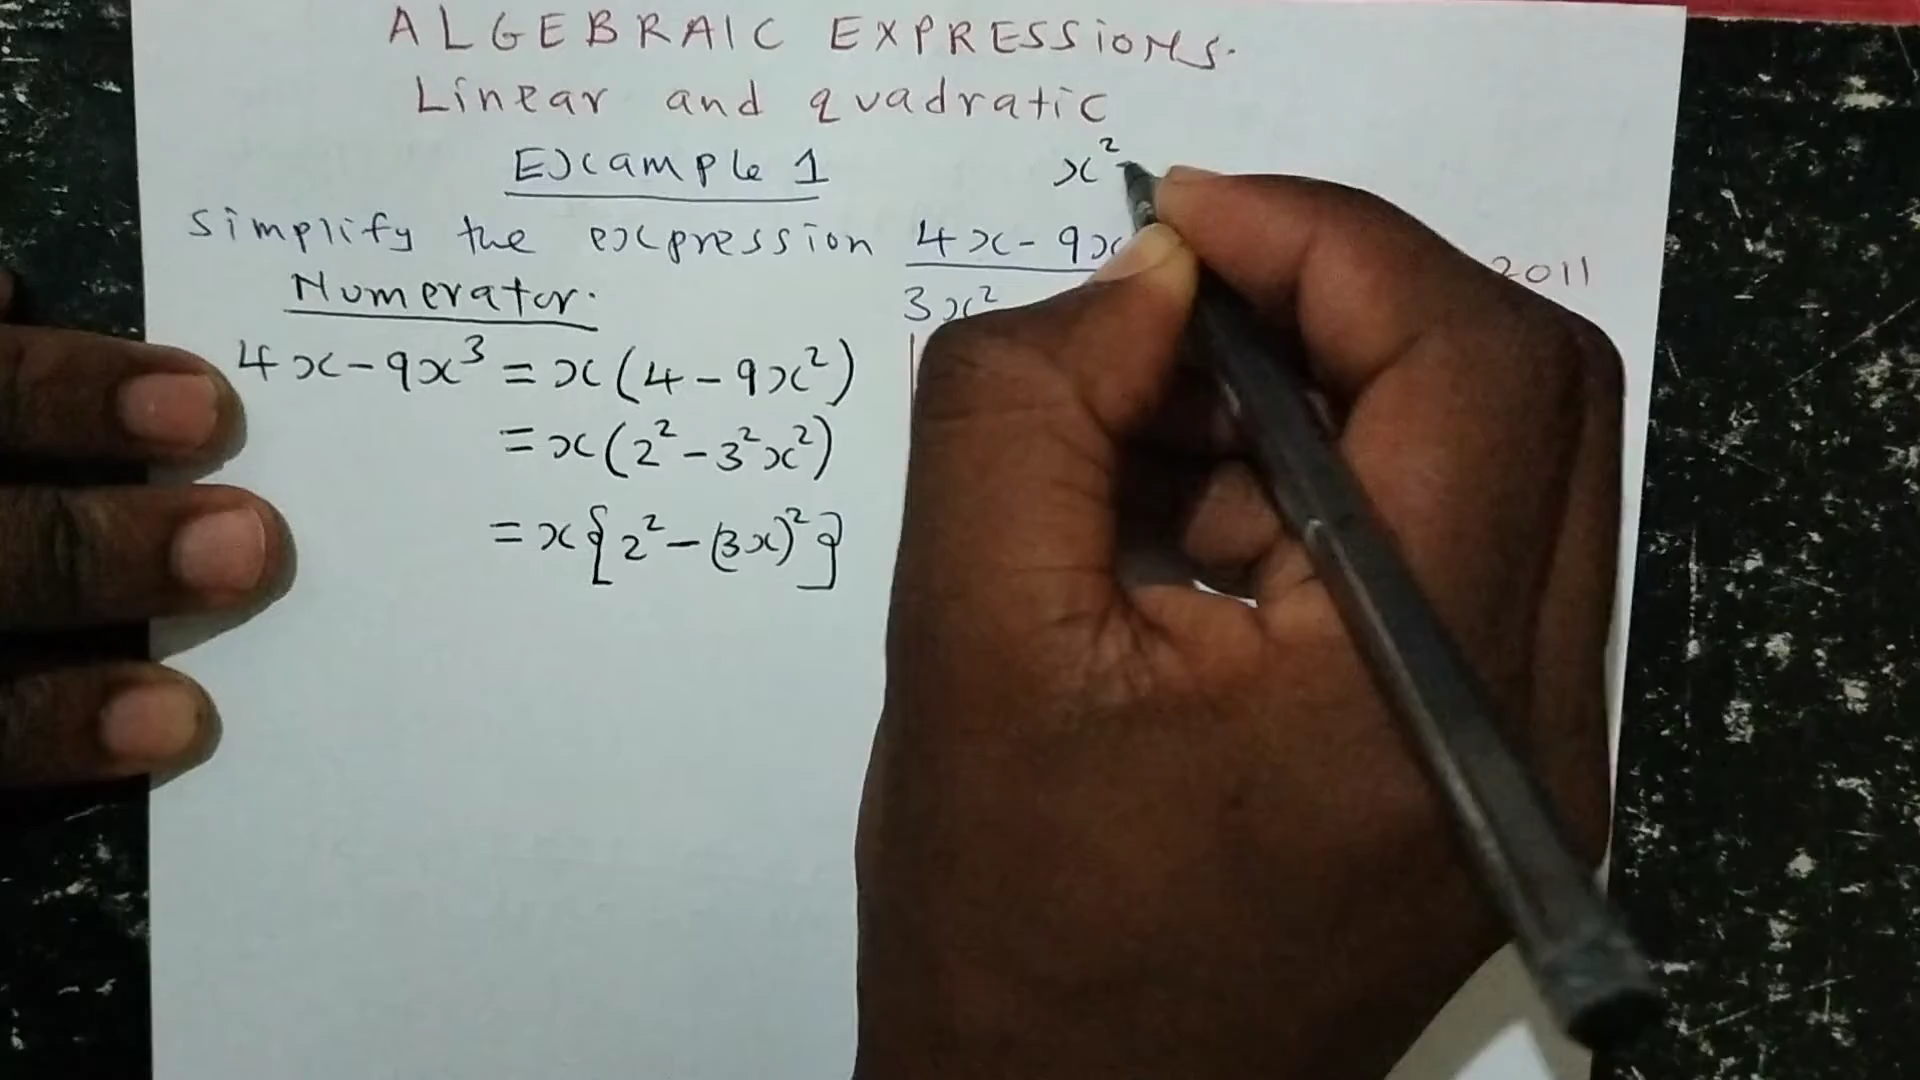 ALGEBRAIC EXPRESSIONS.
Linear and quadratic
Example 1
x² -
Simplify the expression 4x - 9x
3x²
2011
Numerator.
4x - 9x³ = x(4 - 9x²)
= x(2² - 3²x²)
= x{2² - (3x)²}